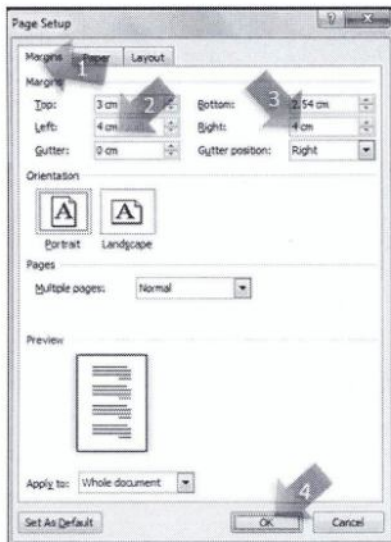 Page Setup
Margins Paper Layout
1
Margins
Top: 3 cm Bottom: 2.54 cm
2 3
Left: 4 cm Right: 4 cm
Gutter: 0 cm Gutter position: Right
Orientation
A A
Portrait Landscape
Pages
Multiple pages: Normal
Preview
Apply to: Whole document
4
Set As Default OK Cancel